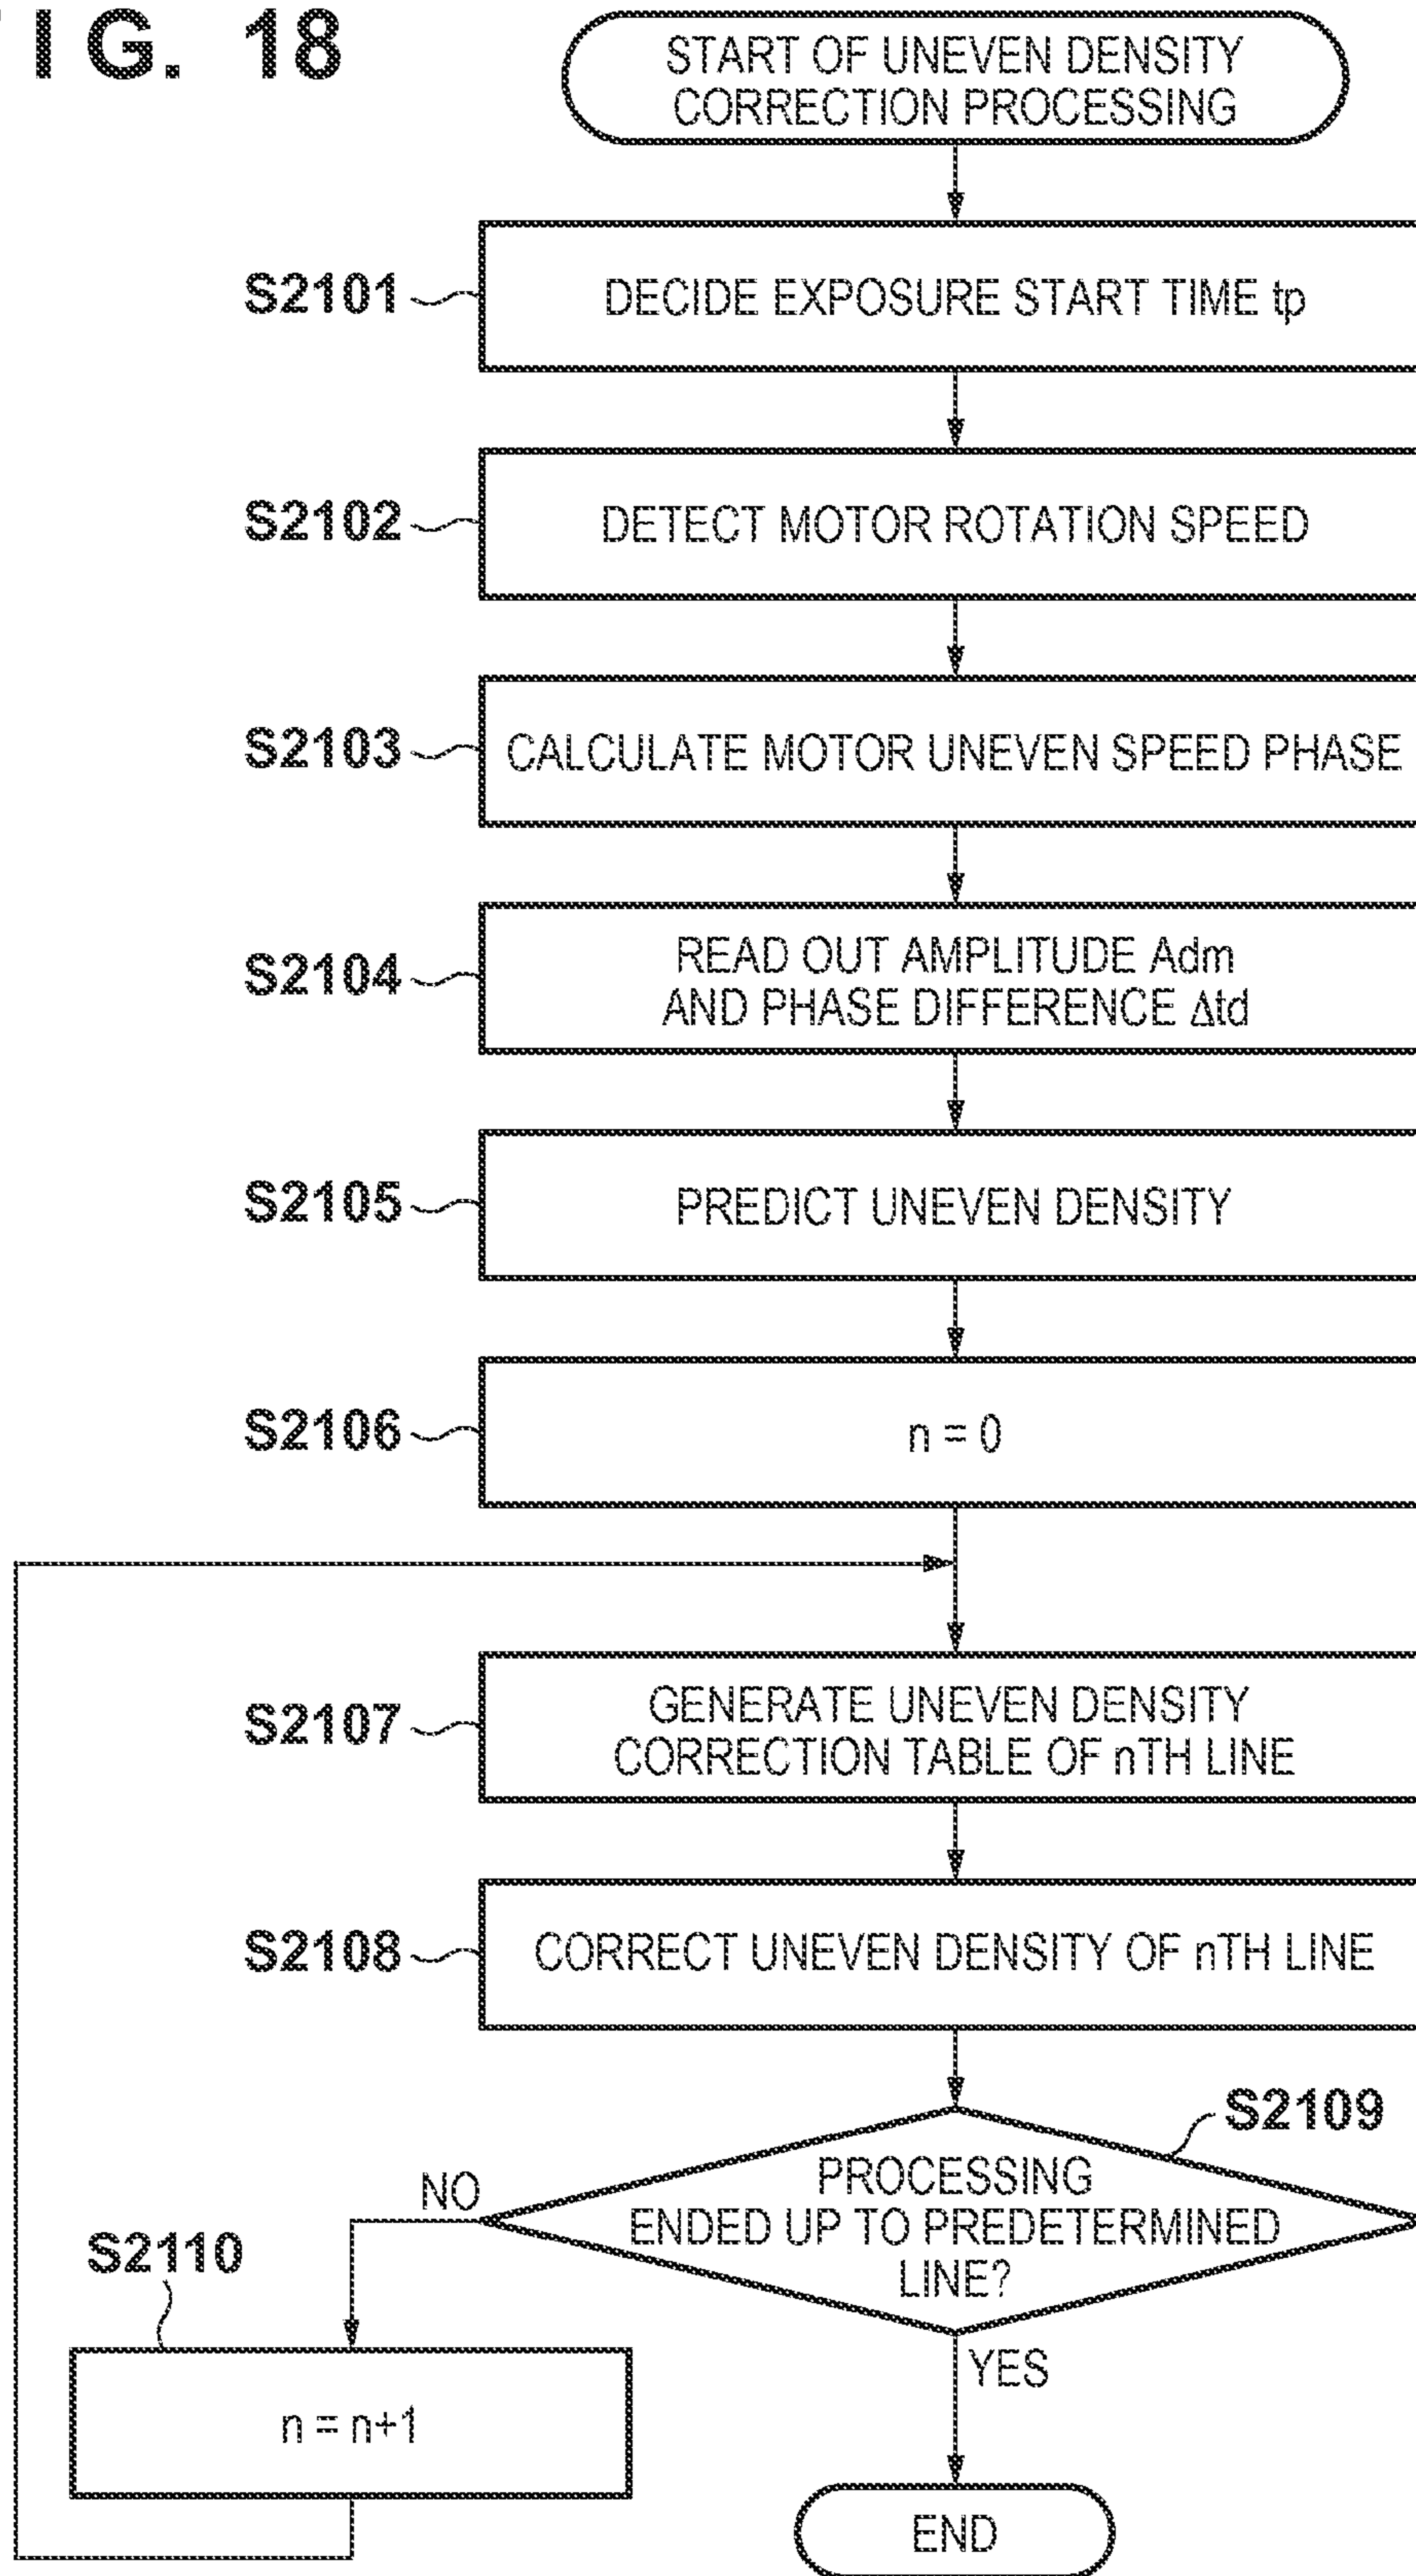 IG. 18
START OF UNEVEN DENSITY
CORRECTION PROCESSING
S2101
DECIDE EXPOSURE START TIME tp
S2102
DETECT MOTOR ROTATION SPEED
S2103
CALCULATE MOTOR UNEVEN SPEED PHASE
S2104
READ OUT AMPLITUDE Adm
AND PHASE DIFFERENCE Δtd
S2105
PREDICT UNEVEN DENSITY
S2106
n = 0
S2107
GENERATE UNEVEN DENSITY
CORRECTION TABLE OF nTH LINE
S2108
CORRECT UNEVEN DENSITY OF nTH LINE
S2109
PROCESSING
ENDED UP TO PREDETERMINED
LINE?
NO
S2110
n = n+1
YES
END